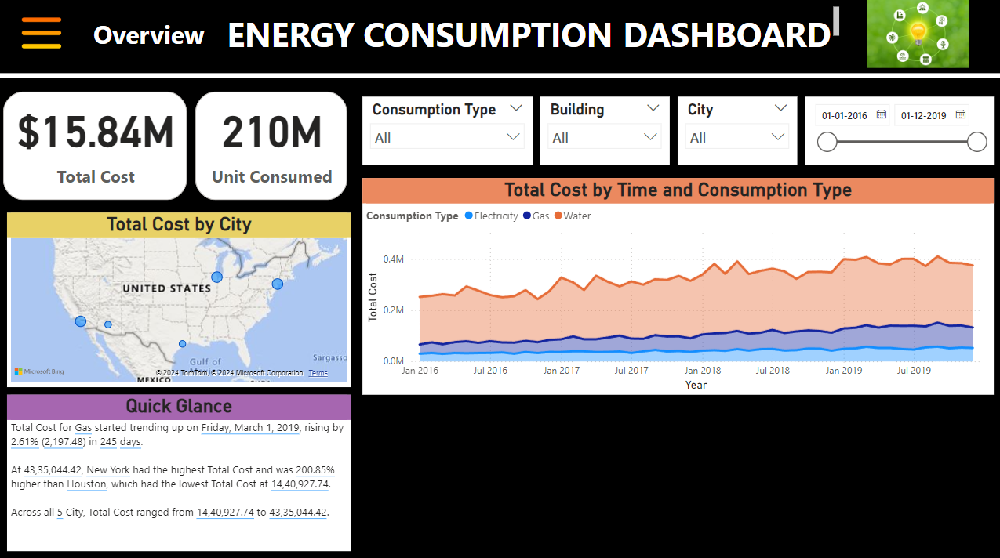 Overview ENERGY CONSUMPTION DASHBOARD
$15.84M
Total Cost
210M
Unit Consumed
Consumption Type
All
Building
All
City
All
01-01-2016 01-12-2019
Total Cost by City
UNITED STATES
Gulf of
Sargasso
MEXICO
Microsoft Bing
© 2024 TomTom, © 2024 Microsoft Corporation Terms
Quick Glance
Total Cost for Gas started trending up on Friday, March 1, 2019, rising by
2.61% (2,197.48) in 245 days.
At 43,35,044.42, New York had the highest Total Cost and was 200.85%
higher than Houston, which had the lowest Total Cost at 14,40,927.74.
Across all 5 City, Total Cost ranged from 14,40,927.74 to 43,35,044.42.
Total Cost by Time and Consumption Type
Consumption Type Electricity Gas Water
Total Cost
0.4M
0.2M
0.0M
Jan 2016 Jul 2016 Jan 2017 Jul 2017 Jan 2018 Jul 2018 Jan 2019 Jul 2019
Year